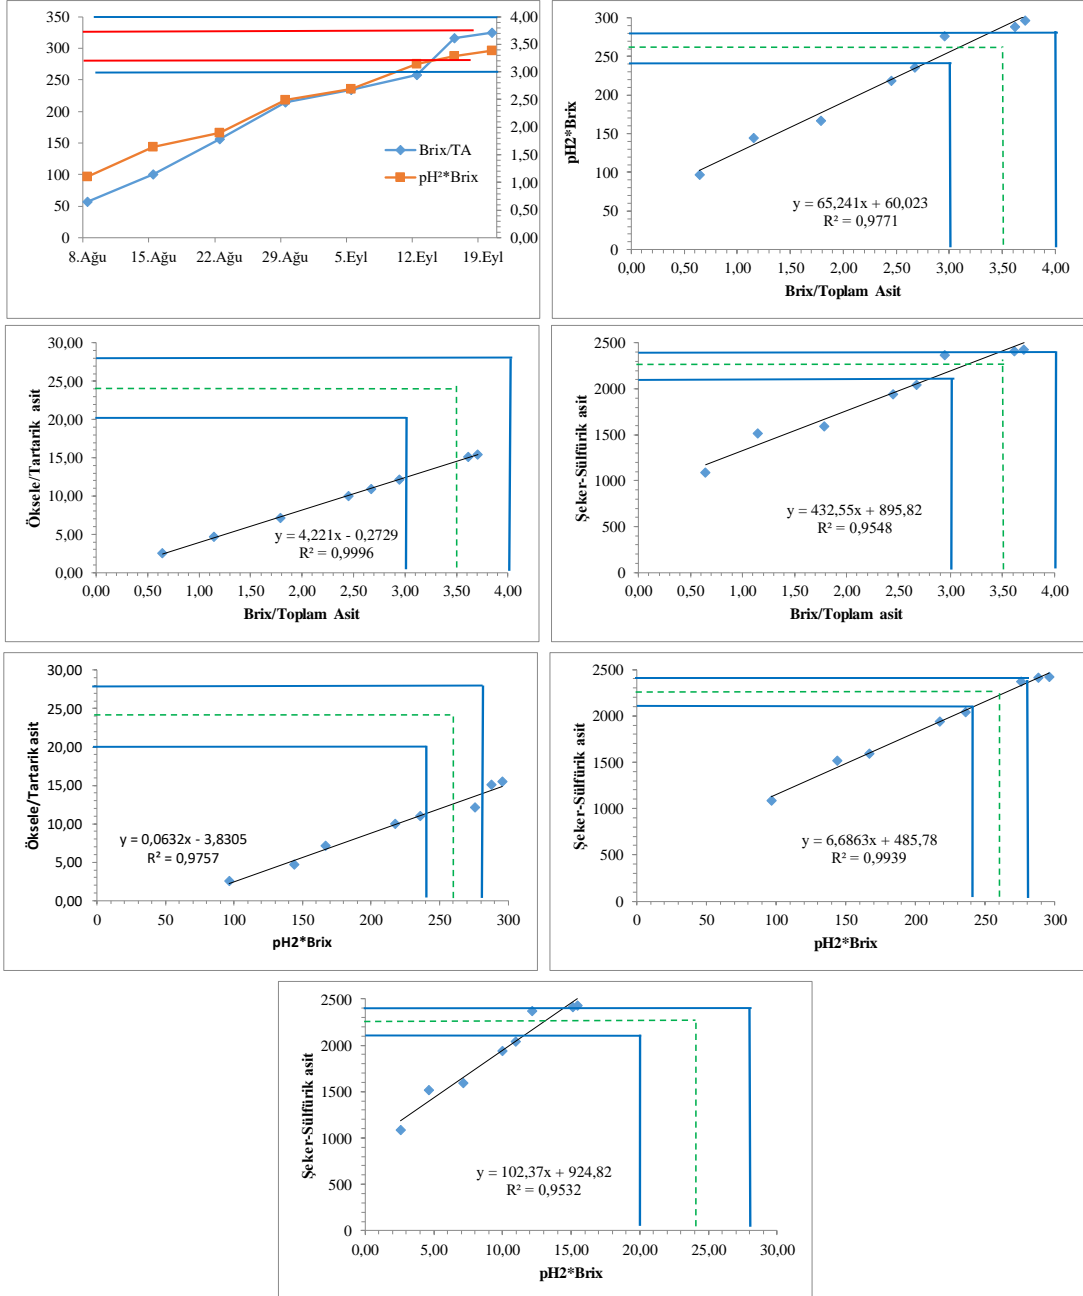 350
300
250
200
150
100
50
0
4,00
3,50
3,00
2,50
2,00
1,50
1,00
0,50
0,00
Brix/TA
pH²*Brix
8.Ağu 15.Ağu 22.Ağu 29.Ağu 5.Eyl 12.Eyl 19.Eyl
pH2*Brix
300
250
200
150
100
50
0
y = 65,241x + 60,023
R² = 0,9771
0,00 0,50 1,00 1,50 2,00 2,50 3,00 3,50 4,00
Brix/Toplam Asit
Öksele/Tartarik asit
30,00
25,00
20,00
15,00
10,00
5,00
0,00
y = 4,221x - 0,2729
R² = 0,9996
0,00 0,50 1,00 1,50 2,00 2,50 3,00 3,50 4,00
Brix/Toplam Asit
Şeker-Sülfürik asit
2500
2000
1500
1000
500
0
y = 432,55x + 895,82
R² = 0,9548
0,00 0,50 1,00 1,50 2,00 2,50 3,00 3,50 4,00
Brix/Toplam asit
Öksele/Tartarik asit
30,00
25,00
20,00
15,00
10,00
5,00
0,00
y = 0,0632x - 3,8305
R² = 0,9757
0 50 100 150 200 250 300
pH2*Brix
Şeker-Sülfürik asit
2500
2000
1500
1000
500
0
y = 6,6863x + 485,78
R² = 0,9939
0 50 100 150 200 250 300
pH2*Brix
Şeker-Sülfürik asit
2500
2000
1500
1000
500
0
y = 102,37x + 924,82
R² = 0,9532
0,00 5,00 10,00 15,00 20,00 25,00 30,00
pH2*Brix